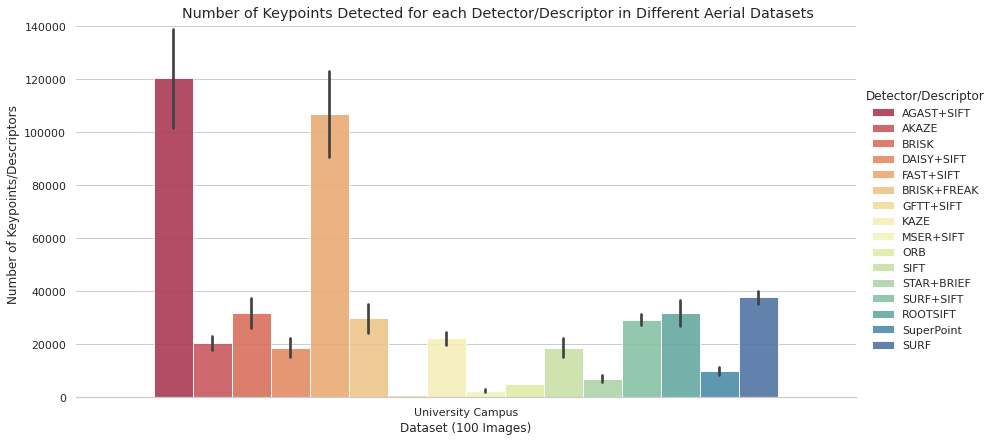 Number of Keypoints Detected for each Detector/Descriptor in Different Aerial Datasets
140000
120000
100000
80000
60000
40000
20000
0
Number of Keypoints/Descriptors
University Campus
Dataset (100 Images)
Detector/Descriptor
AGAST+SIFT
AKAZE
BRISK
DAISY+SIFT
FAST+SIFT
BRISK+FREAK
GFTT+SIFT
KAZE
MSER+SIFT
ORB
SIFT
STAR+BRIEF
SURF+SIFT
ROOTSIFT
SuperPoint
SURF